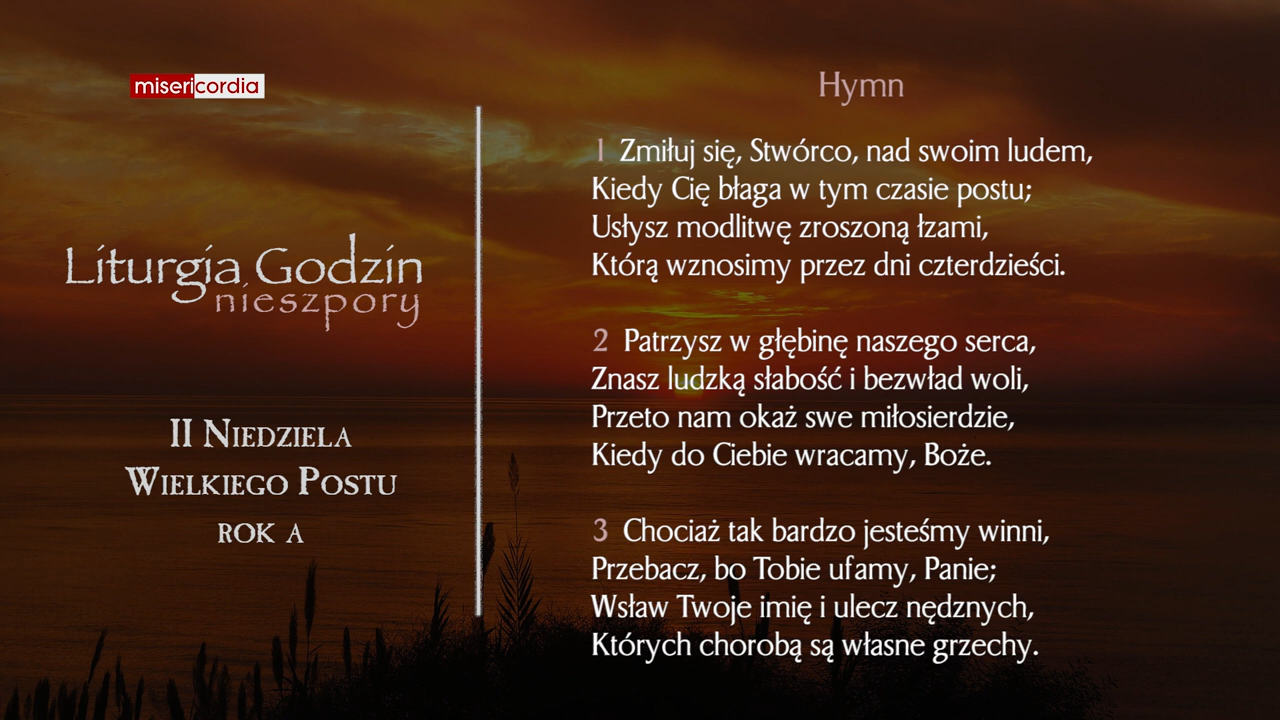 misericordia
Liturgia Godzin
nieszpory
II Niedziela
Wielkiego Postu
rok A
Hymn
1 Zmiłuj się, Stwórco, nad swoim ludem,
Kiedy Cię błaga w tym czasie postu;
Usłysz modlitwę zroszoną łzami,
Którą wznosimy przez dni czterdzieści.
2 Patrzysz w głębinę naszego serca,
Znasz ludzką słabość i bezwład woli,
Przeto nam okaż swe miłosierdzie,
Kiedy do Ciebie wracamy, Boże.
3 Chociaż tak bardzo jesteśmy winni,
Przebacz, bo Tobie ufamy, Panie;
Wsław Twoje imię i ulecz nędznych,
Których chorobą są własne grzechy.